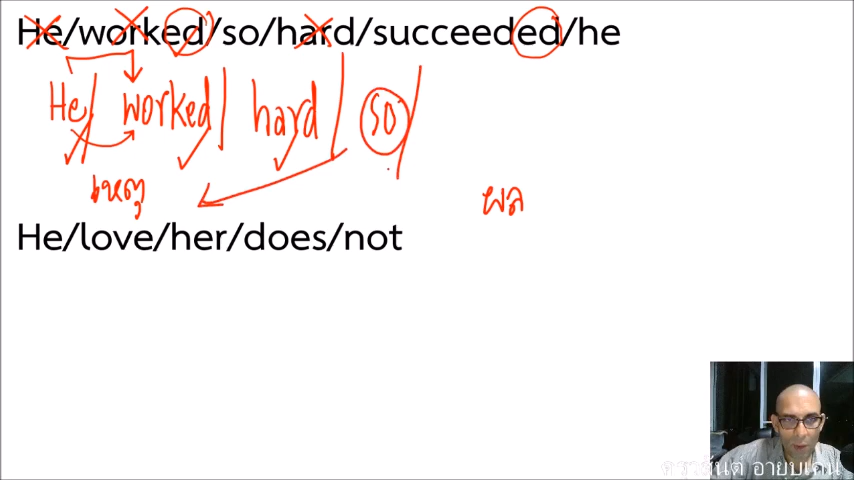 He/worked/so/hard/succeeded/he
He/ worked/ hard/ so/
เหตุ
ผล
He/love/her/does/not